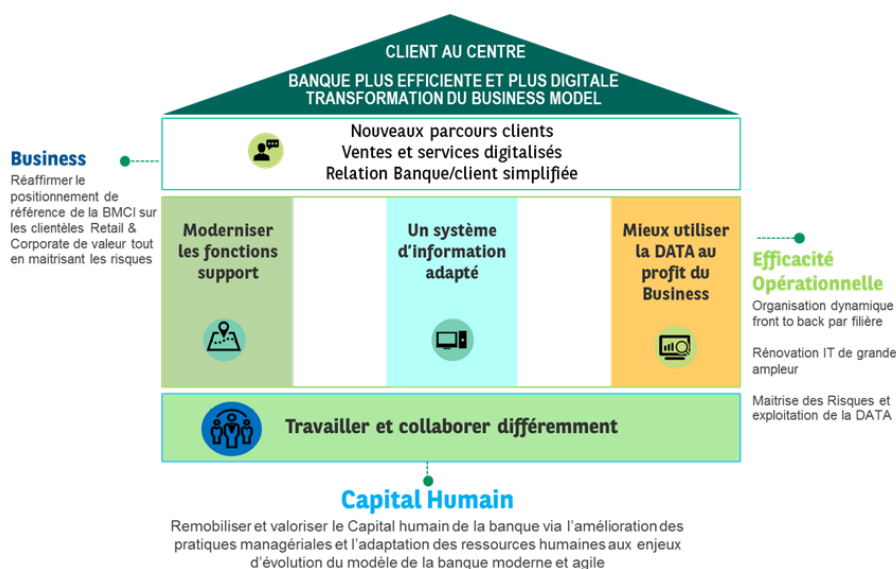 CLIENT AU CENTRE
BANQUE PLUS EFFICIENTE ET PLUS DIGITALE
TRANSFORMATION DU BUSINESS MODEL
Nouveaux parcours clients
Ventes et services digitalisés
Relation Banque/client simplifiée
Business
Réaffirmer le
positionnement de
référence de la BMCI sur
les clientèles Retail &
Corporate de valeur tout
en maitrisant les risques
Moderniser
les fonctions
support
Un système
d'information
adapté
Mieux utiliser
la DATA au
profit du
Business
Efficacité
Opérationnelle
Organisation dynamique
front to back par filière
Rénovation IT de grande
ampleur
Maitrise des Risques et
exploitation de la DATA
Travailler et collaborer différemment
Capital Humain
Remobiliser et valoriser le Capital humain de la banque via l'amélioration des
pratiques managériales et l'adaptation des ressources humaines aux enjeux
d'évolution du modèle de la banque moderne et agile